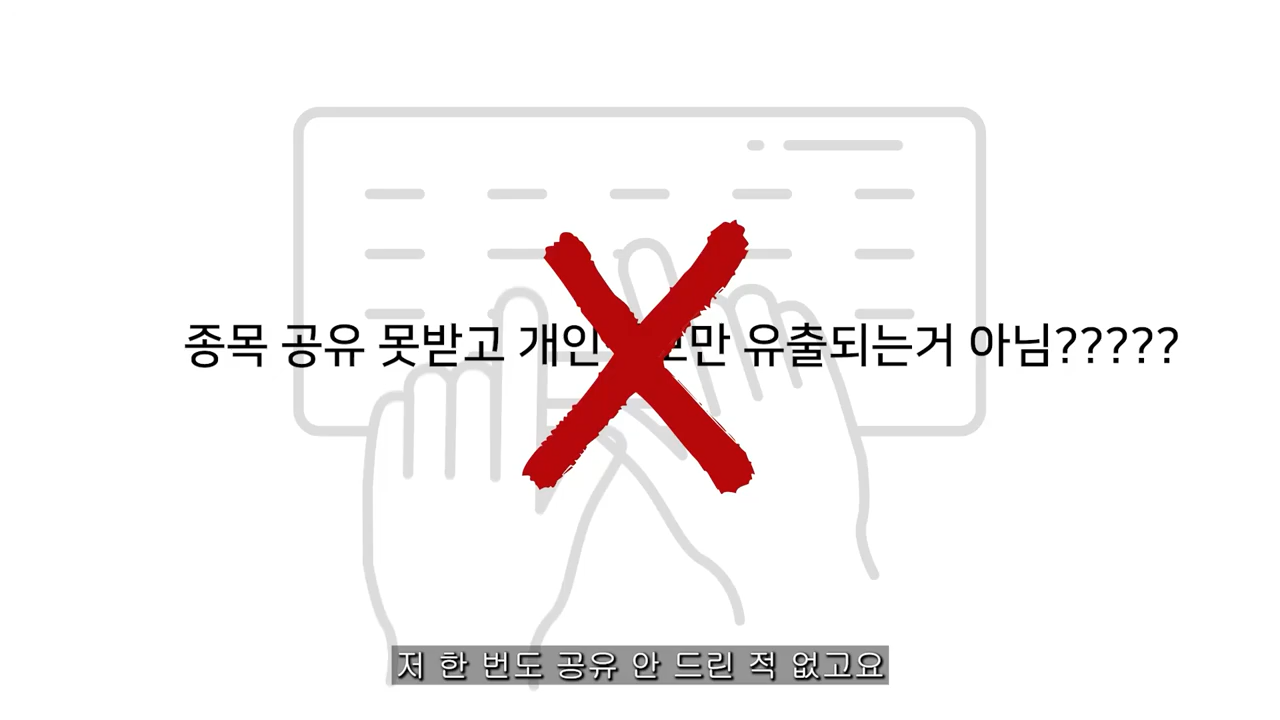 종목 공유 못받고 개인 만 유출되는거 아님?????
저 한 번도 공유 안 드린 적 없고요